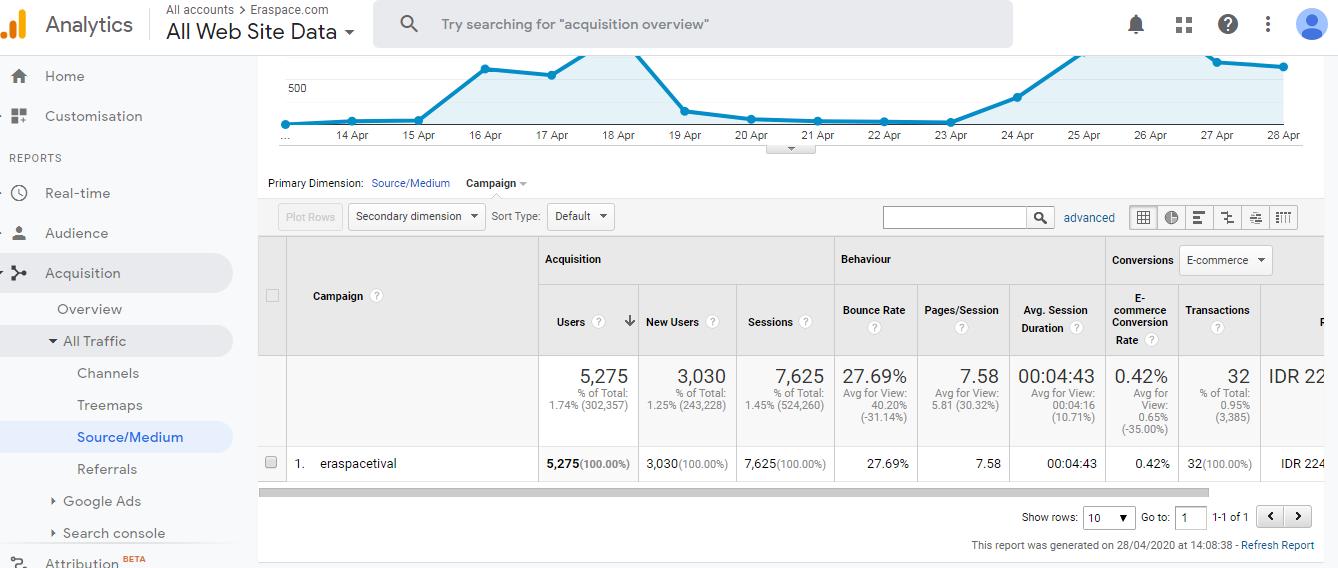 Analytics
All accounts > Eraspace.com
All Web Site Data
Try searching for "acquisition overview"
Home
Customisation
REPORTS
Real-time
Audience
Acquisition
Overview
All Traffic
Channels
Treemaps
Source/Medium
Referrals
Google Ads
Search console
Attribution BETA
500
...
14 Apr
15 Apr
16 Apr
17 Apr
18 Apr
19 Apr
20 Apr
21 Apr
22 Apr
23 Apr
24 Apr
25 Apr
26 Apr
27 Apr
28 Apr
Primary Dimension: Source/Medium Campaign
Plot Rows Secondary dimension Sort Type: Default advanced
Campaign ?
Acquisition
Behaviour
Conversions E-commerce
Users ?
New Users ?
Sessions ?
Bounce Rate
?
Pages/Session
?
Avg. Session
Duration ?
E-
commerce
Conversion
Rate ?
Transactions
?
5,275
% of Total:
1.74% (302,357)
3,030
% of Total:
1.25% (243,228)
7,625
% of Total:
1.45% (524,260)
27.69%
Avg for View:
40.20%
(-31.14%)
7.58
Avg for View:
5.81 (30.32%)
00:04:43
Avg for View:
00:04:16
(10.71%)
0.42%
Avg for
View:
0.65%
(-35.00%)
32
% of Total:
0.95%
(3,385)
IDR 224
1. eraspacetival 5,275(100.00%) 3,030(100.00%) 7,625(100.00%) 27.69% 7.58 00:04:43 0.42% 32(100.00%) IDR 224
Show rows: 10 Go to: 1 1-1 of 1
This report was generated on 28/04/2020 at 14:08:38 - Refresh Report